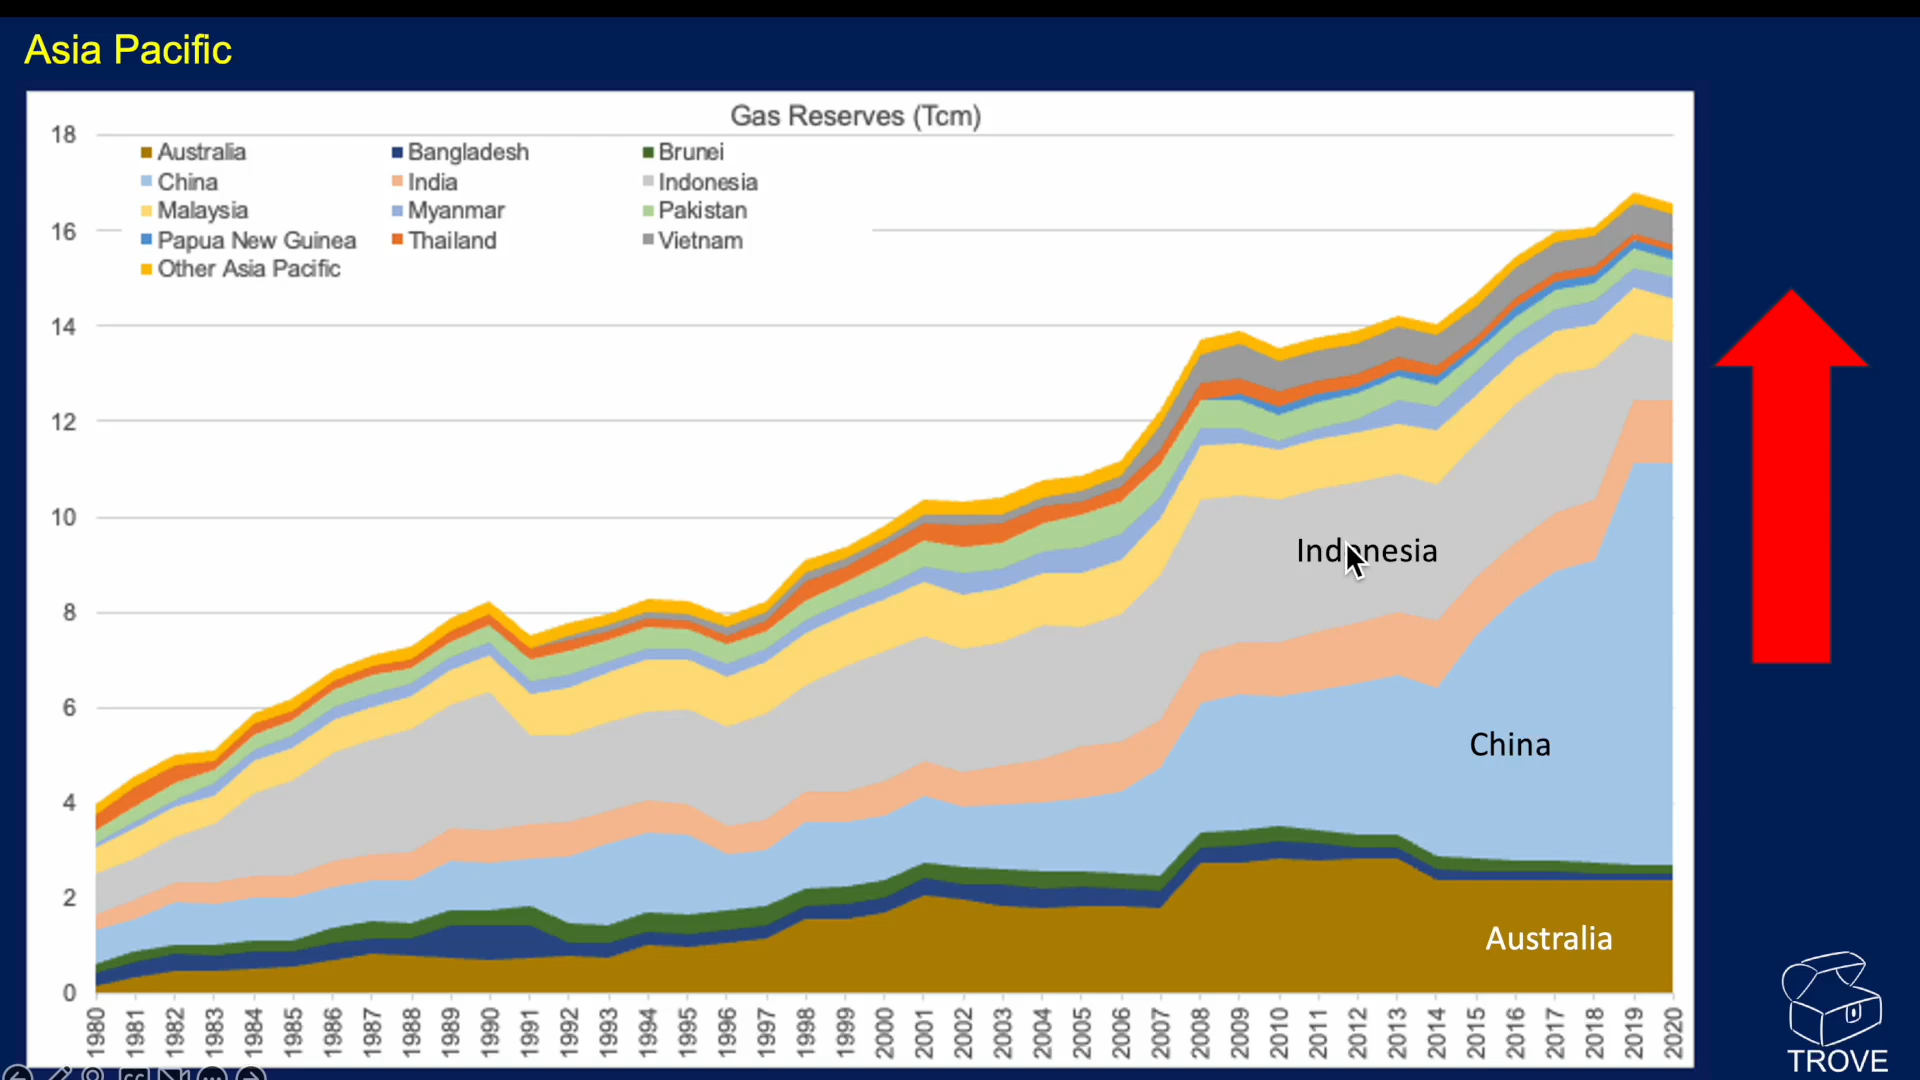 Asia Pacific
Gas Reserves (Tcm)
18
Australia Bangladesh Brunei
China India Indonesia
Malaysia Myanmar Pakistan
16
Papua New Guinea Thailand Vietnam
Other Asia Pacific
14
12
10
Indonesia
8
6
China
4
2
Australia
0
1980 1981 1982 1983 1984 1985 1986 1987 1988 1989 1990 1991 1992 1993 1994 1995 1996 1997 1998 1999 2000 2001 2002 2003 2004 2005 2006 2007 2008 2009 2010 2011 2012 2013 2014 2015 2016 2017 2018 2019 2020
TROVE